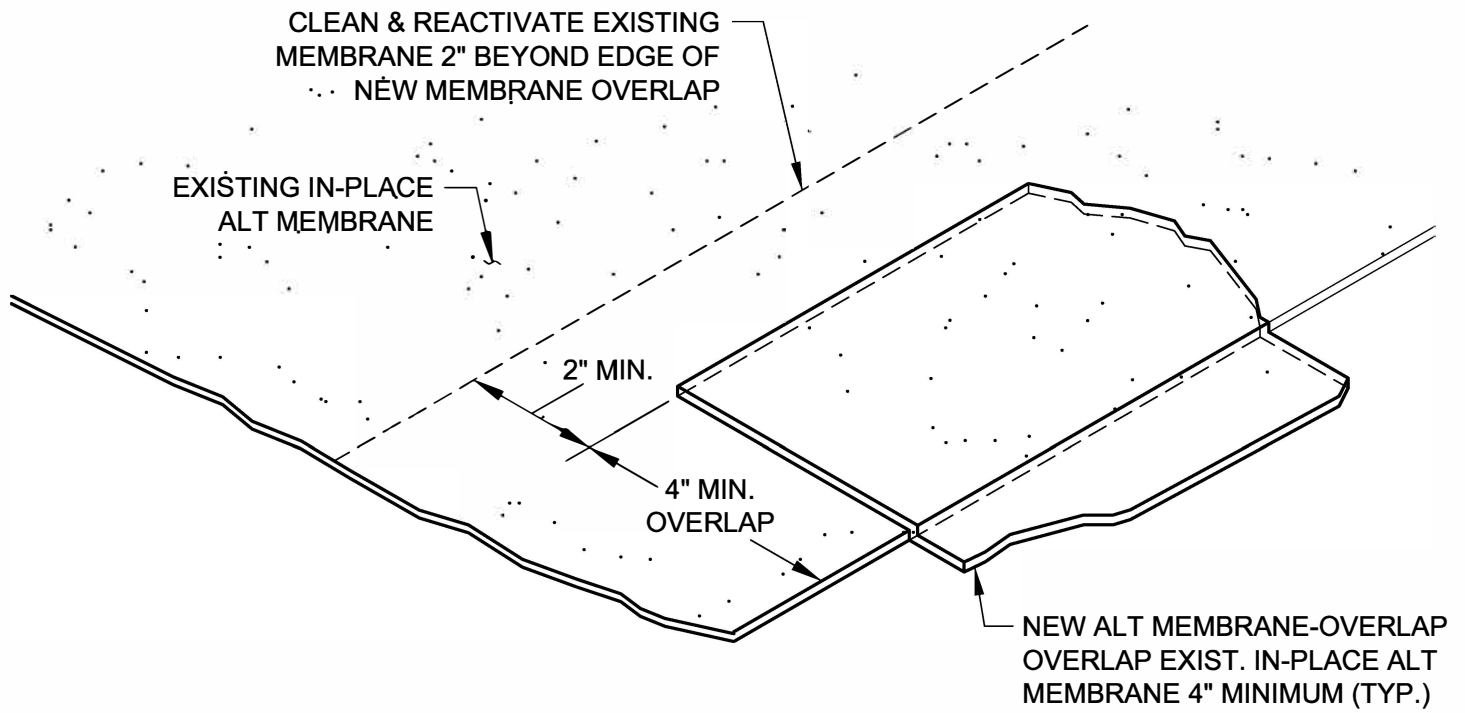 CLEAN & REACTIVATE EXISTING
MEMBRANE 2" BEYOND EDGE OF
NEW MEMBRANE OVERLAP
EXISTING IN-PLACE
ALT MEMBRANE
2" MIN.
4" MIN.
OVERLAP
NEW ALT MEMBRANE-OVERLAP
OVERLAP EXIST. IN-PLACE ALT
MEMBRANE 4" MINIMUM (TYP.)